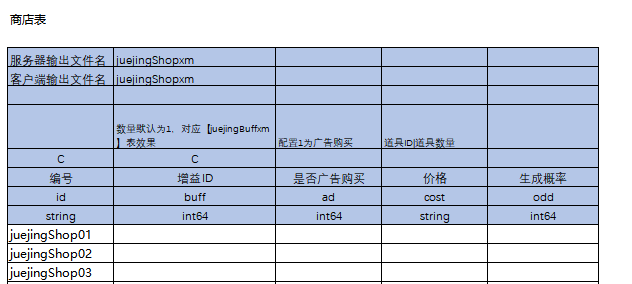 商店表
服务器输出文件名 juejingShopxm
客户端输出文件名 juejingShopxm
数量默认为1，对应【juejingBuffxm
】表效果 配置1为广告购买 道具ID|道具数量
C C
编号 增益ID 是否广告购买 价格 生成概率
id buff ad cost odd
string int64 int64 string int64
juejingShop01
juejingShop02
juejingShop03